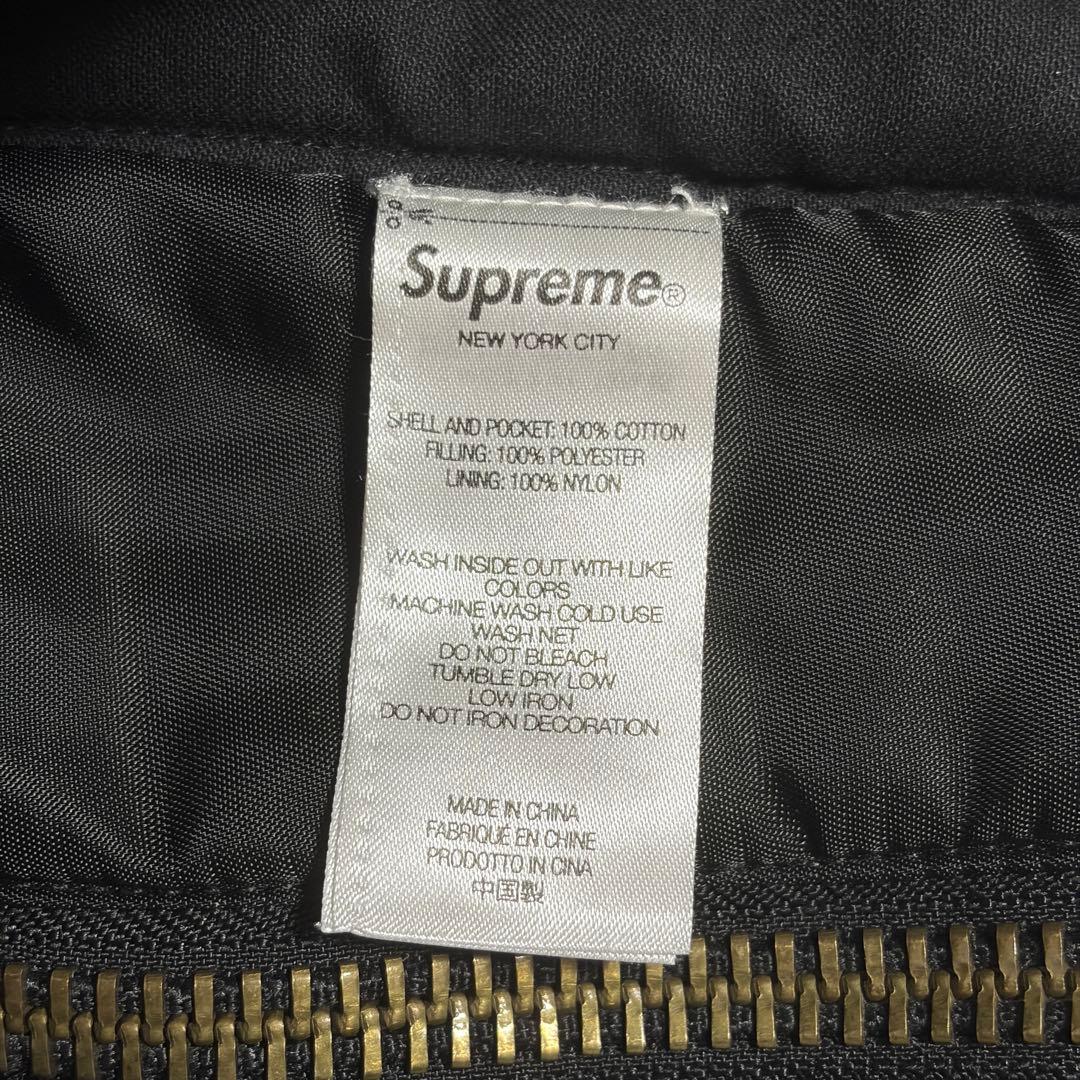 Supreme®
NEW YORK CITY
SHELL AND POCKET: 100% COTTON
FILLING: 100% POLYESTER
LINING: 100% NYLON
WASH INSIDE OUT WITH LIKE
COLORS
MACHINE WASH COLD USE
WASH NET
DO NOT BLEACH
TUMBLE DRY LOW
LOW IRON
DO NOT IRON DECORATION
MADE IN CHINA
FABRIQUE EN CHINE
PRODOTTO IN CINA
中国製